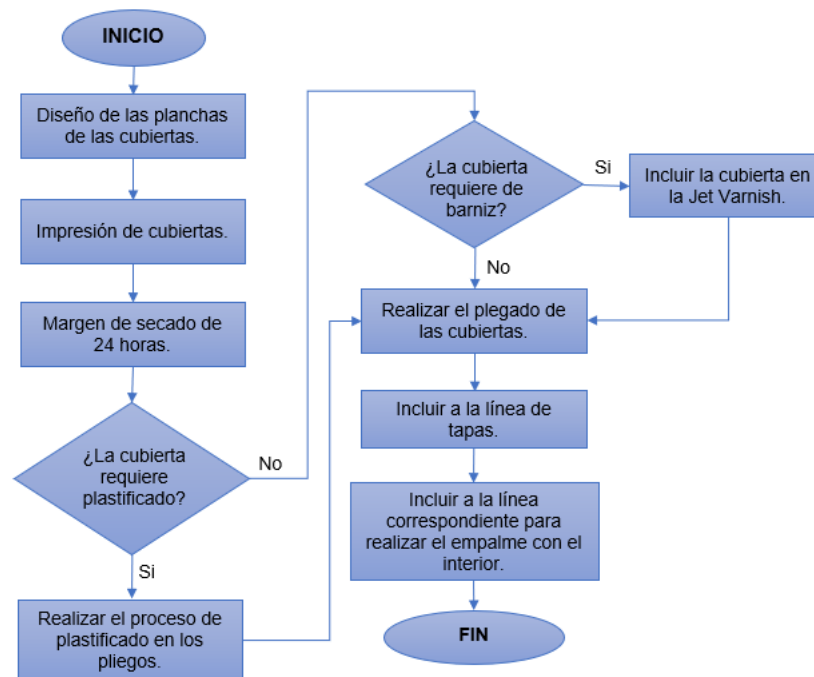 INICIO
Diseño de las planchas
de las cubiertas.
Impresión de cubiertas.
Margen de secado de
24 horas.
¿La cubierta
requiere
plastificado?
No
Si
Realizar el proceso de
plastificado en los
pliegos.
¿La cubierta
requiere de
barniz?
Si
Incluir la cubierta en
la Jet Varnish.
No
Realizar el plegado de
las cubiertas.
Incluir a la línea de
tapas.
Incluir a la línea
correspondiente para
realizar el empalme con el
interior.
FIN